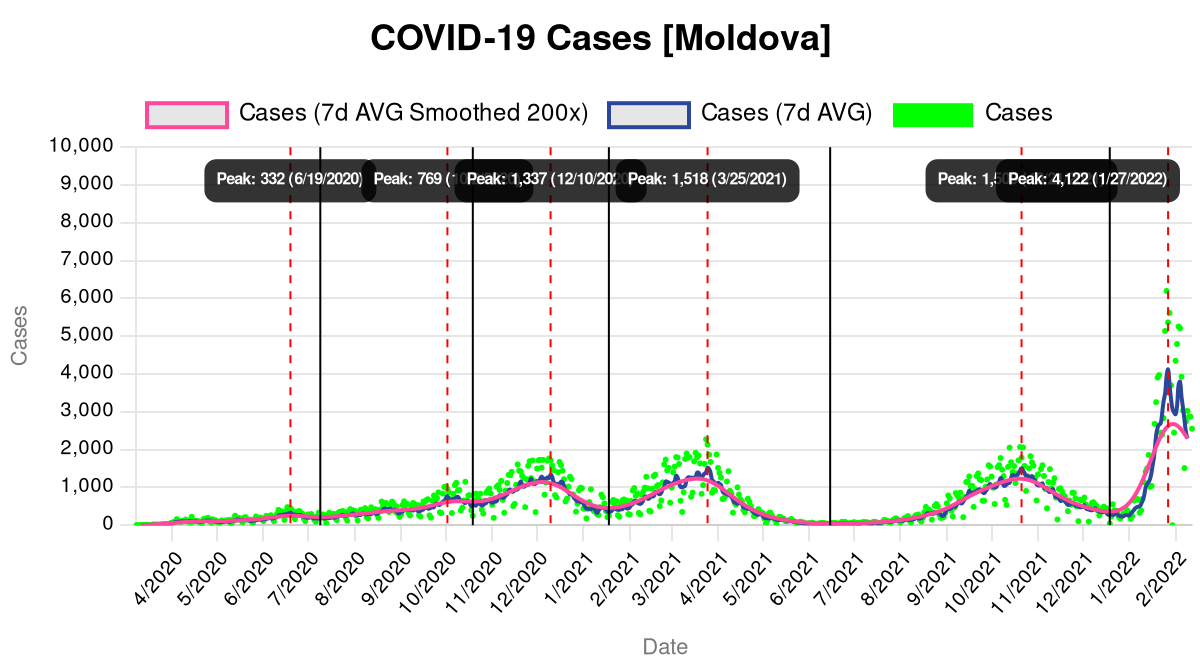 COVID-19 Cases [Moldova]
Cases (7d AVG Smoothed 200x) Cases (7d AVG) Cases
10,000
9,000
8,000
7,000
6,000
5,000
4,000
3,000
2,000
1,000
0
Cases
Peak: 332 (6/19/2020) Peak: 769 ( Peak: 1,337 (12/10/202 Peak: 1,518 (3/25/2021) Peak: Peak: 4,122 (1/27/2022)
4/2020 5/2020 6/2020 7/2020 8/2020 9/2020 10/2020 11/2020 12/2020 1/2021 2/2021 3/2021 4/2021 5/2021 6/2021 7/2021 8/2021 9/2021 10/2021 11/2021 12/2021 1/2022 2/2022
Date